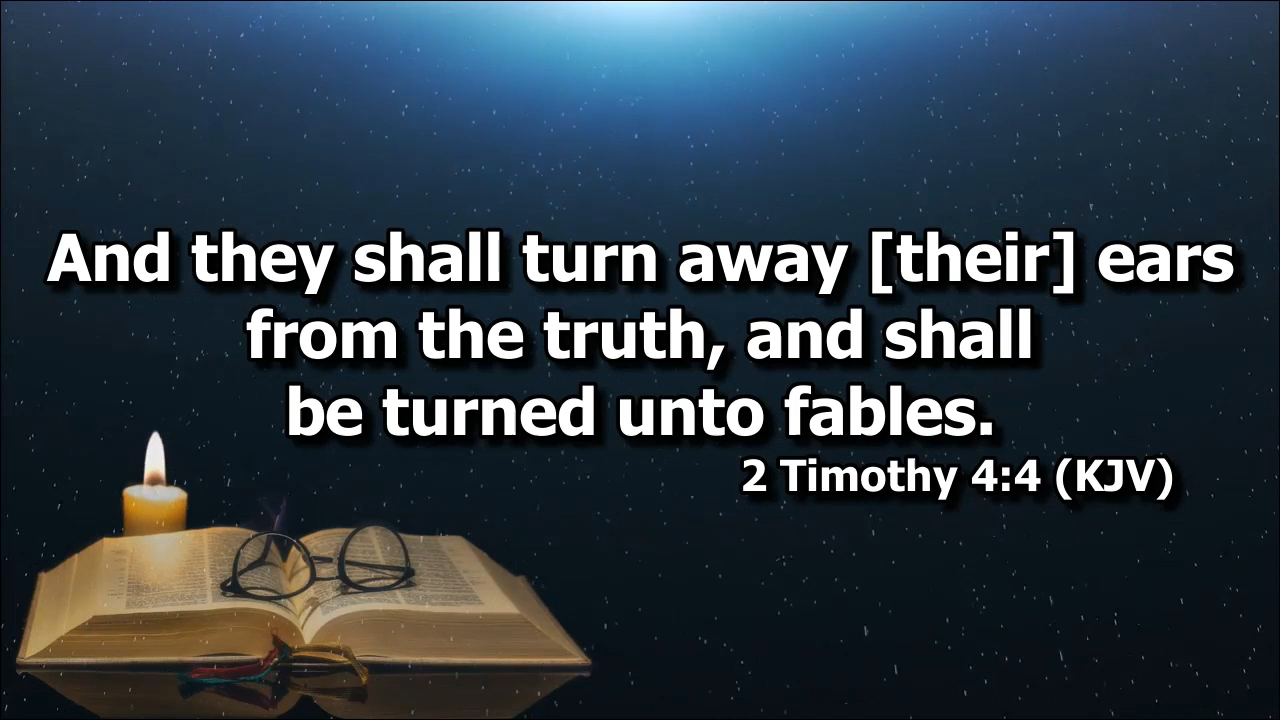 And they shall turn away [their] ears
from the truth, and shall
be turned unto fables.
2 Timothy 4:4 (KJV)